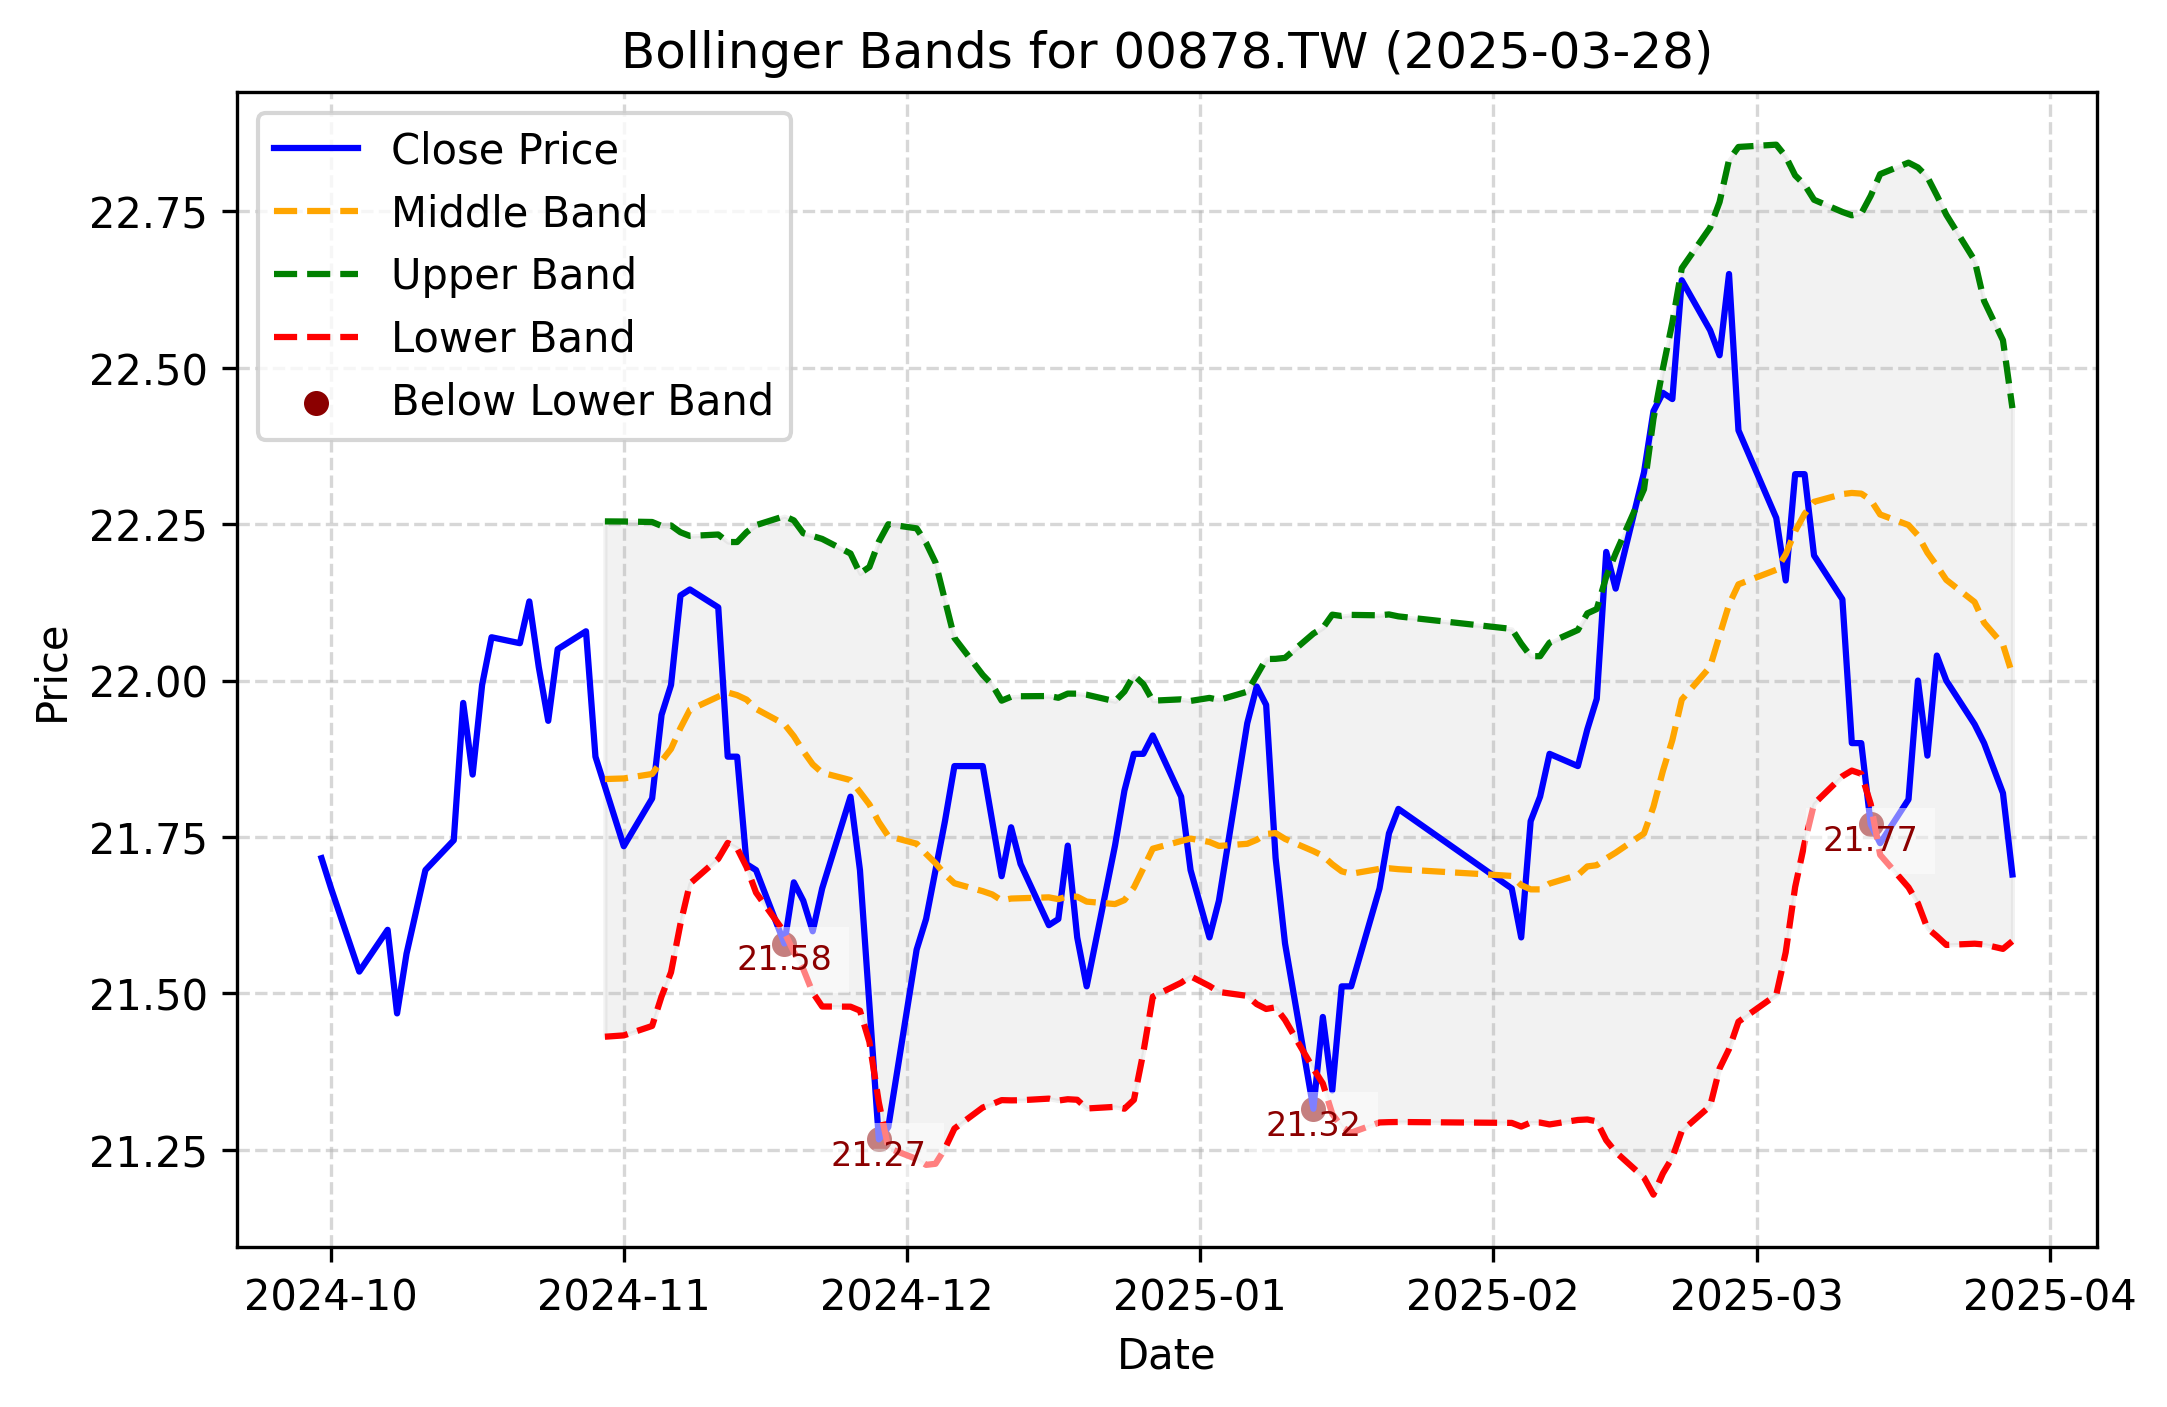 Bollinger Bands for 00878.TW (2025-03-28)
Close Price
Middle Band
Upper Band
Lower Band
Below Lower Band
Price
22.75
22.50
22.25
22.00
21.75
21.50
21.25
21.58
21.27
21.32
21.77
2024-10
2024-11
2024-12
2025-01
2025-02
2025-03
2025-04
Date